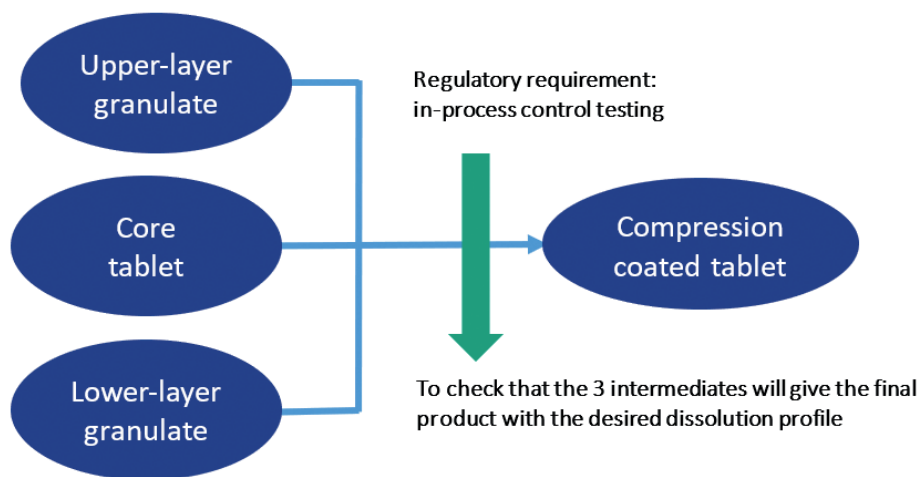 Upper-layer
granulate
Regulatory requirement:
in-process control testing
Core
tablet
Compression
coated tablet
Lower-layer
granulate
To check that the 3 intermediates will give the final
product with the desired dissolution profile